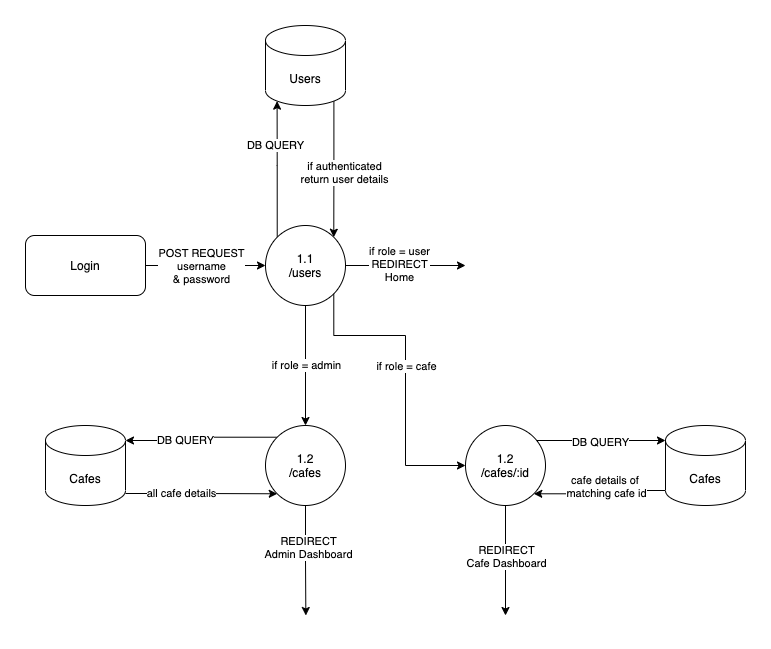 Users
DB QUERY
if authenticated
return user details
Login
POST REQUEST
username
& password
1.1
/users
if role = user
REDIRECT
Home
if role = admin
if role = cafe
Cafes
DB QUERY
all cafe details
1.2
/cafes
1.2
/cafes/:id
DB QUERY
cafe details of
matching cafe id
Cafes
REDIRECT
Admin Dashboard
REDIRECT
Cafe Dashboard